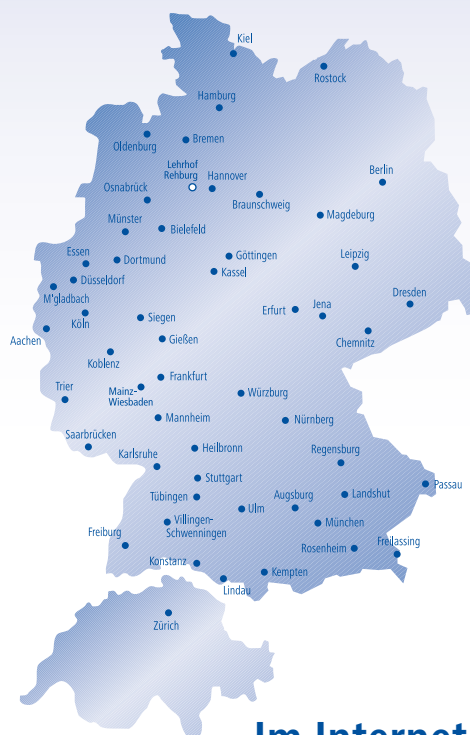 Kiel
Rostock
Hamburg
Oldenburg
Bremen
Lehrhof
Rehburg
Hannover
Berlin
Osnabrück
Braunschweig
Magdeburg
Münster
Bielefeld
Essen
Dortmund
Göttingen
Leipzig
Kassel
Düsseldorf
M'gladbach
Dresden
Köln
Siegen
Erfurt
Jena
Aachen
Gießen
Chemnitz
Koblenz
Trier
Frankfurt
Mainz-
Wiesbaden
Würzburg
Mannheim
Nürnberg
Saarbrücken
Heilbronn
Karlsruhe
Regensburg
Stuttgart
Passau
Tübingen
Augsburg
Landshut
Ulm
Villingen-
Schwenningen
München
Freiburg
Rosenheim
Freilassing
Konstanz
Kempten
Lindau
Zürich
Im Internet